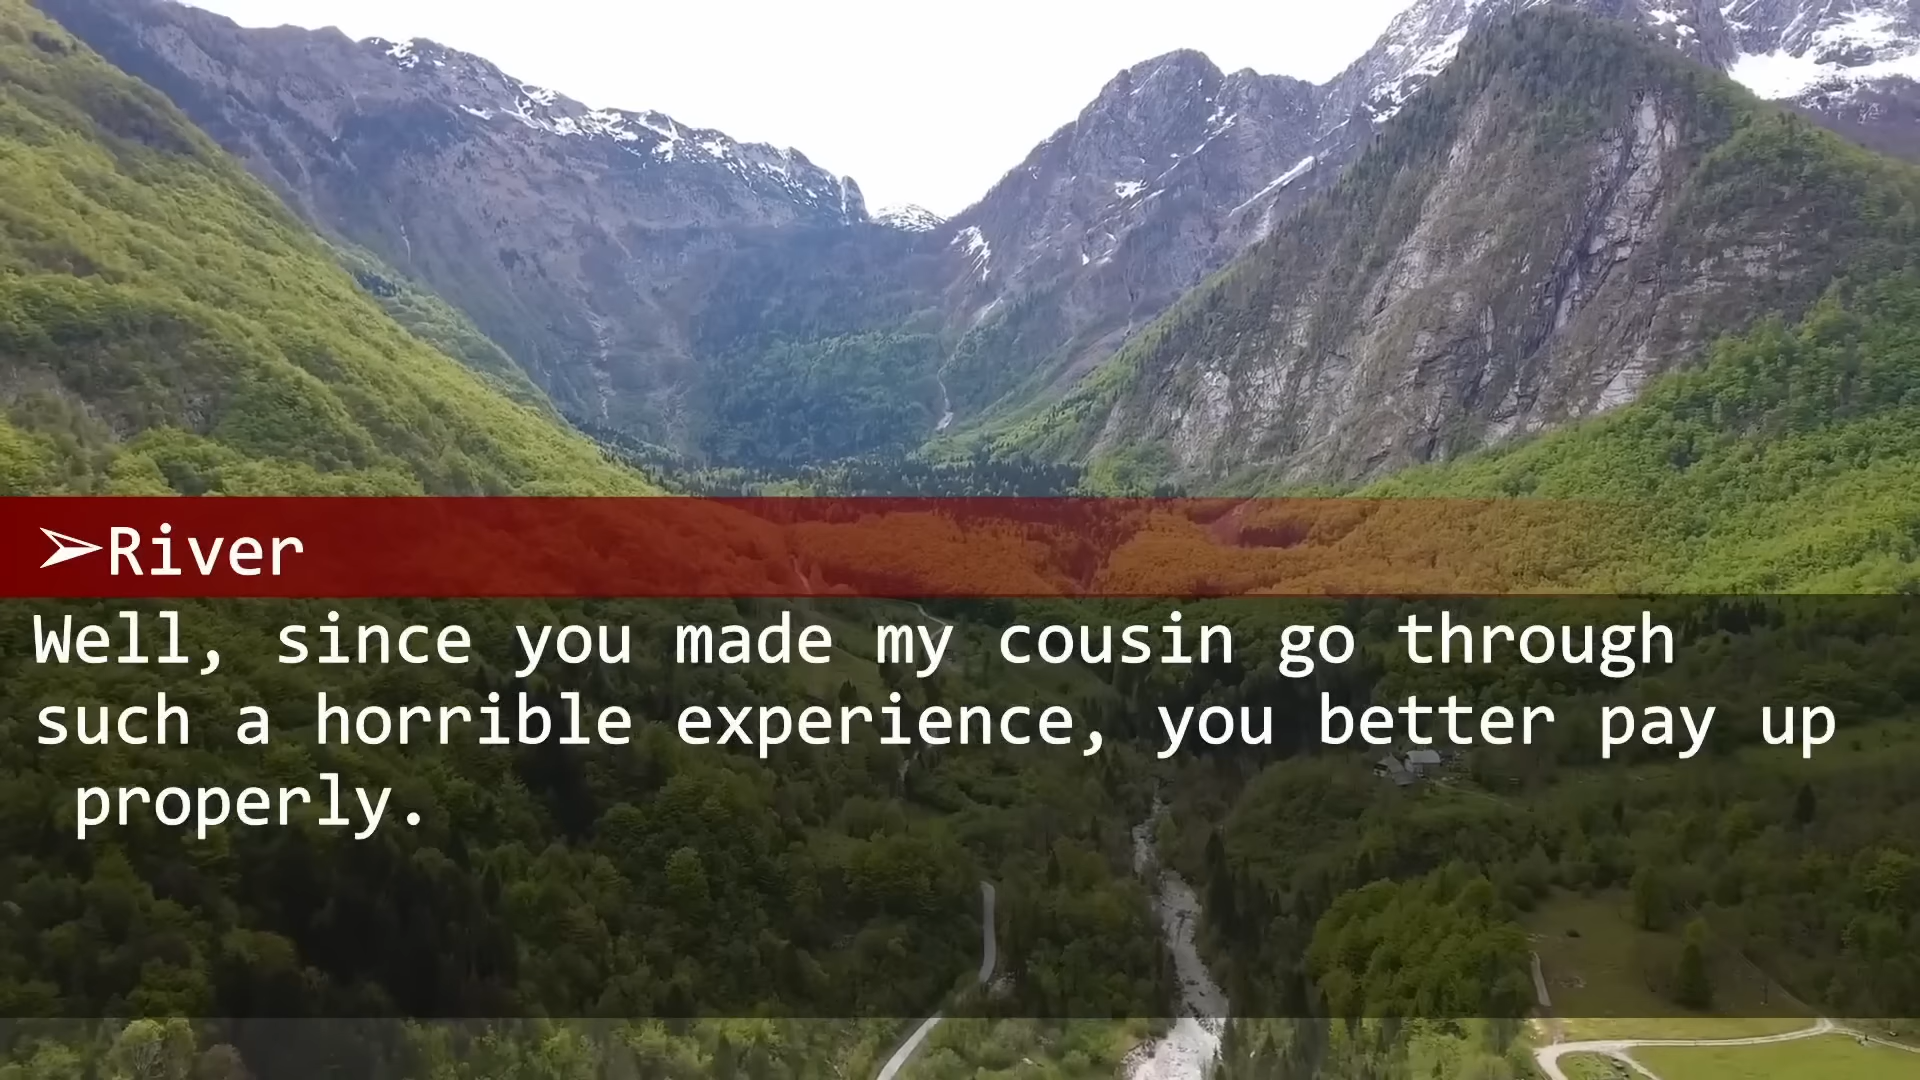 ➢River
Well, since you made my cousin go through
such a horrible experience, you better pay up
properly.